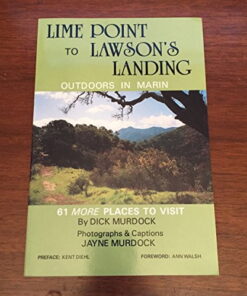 LIME POINT
TO LAWSON'S
LANDING
OUTDOORS IN MARIN
61 MORE PLACES TO VISIT
By DICK MURDOCK
Photographs & Captions
JAYNE MURDOCK
PREFACE: KENT DIEHL FOREWORD: ANN WALSH